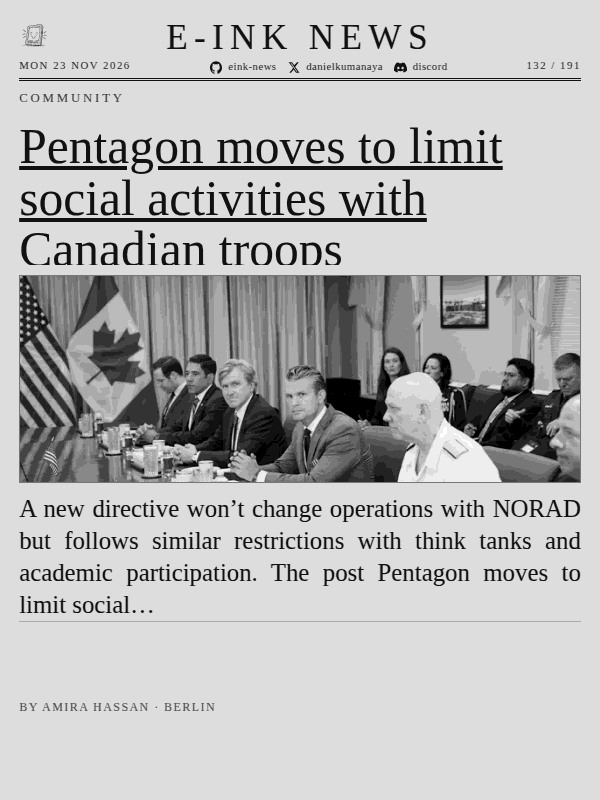 E-INK NEWS
MON 23 NOV 2026
eink-news
danielkumanaya
discord
132 / 191
COMMUNITY
Pentagon moves to limit
social activities with
Canadian troops
A new directive won’t change operations with NORAD
but follows similar restrictions with think tanks and
academic participation. The post Pentagon moves to
limit social…
BY AMIRA HASSAN · BERLIN